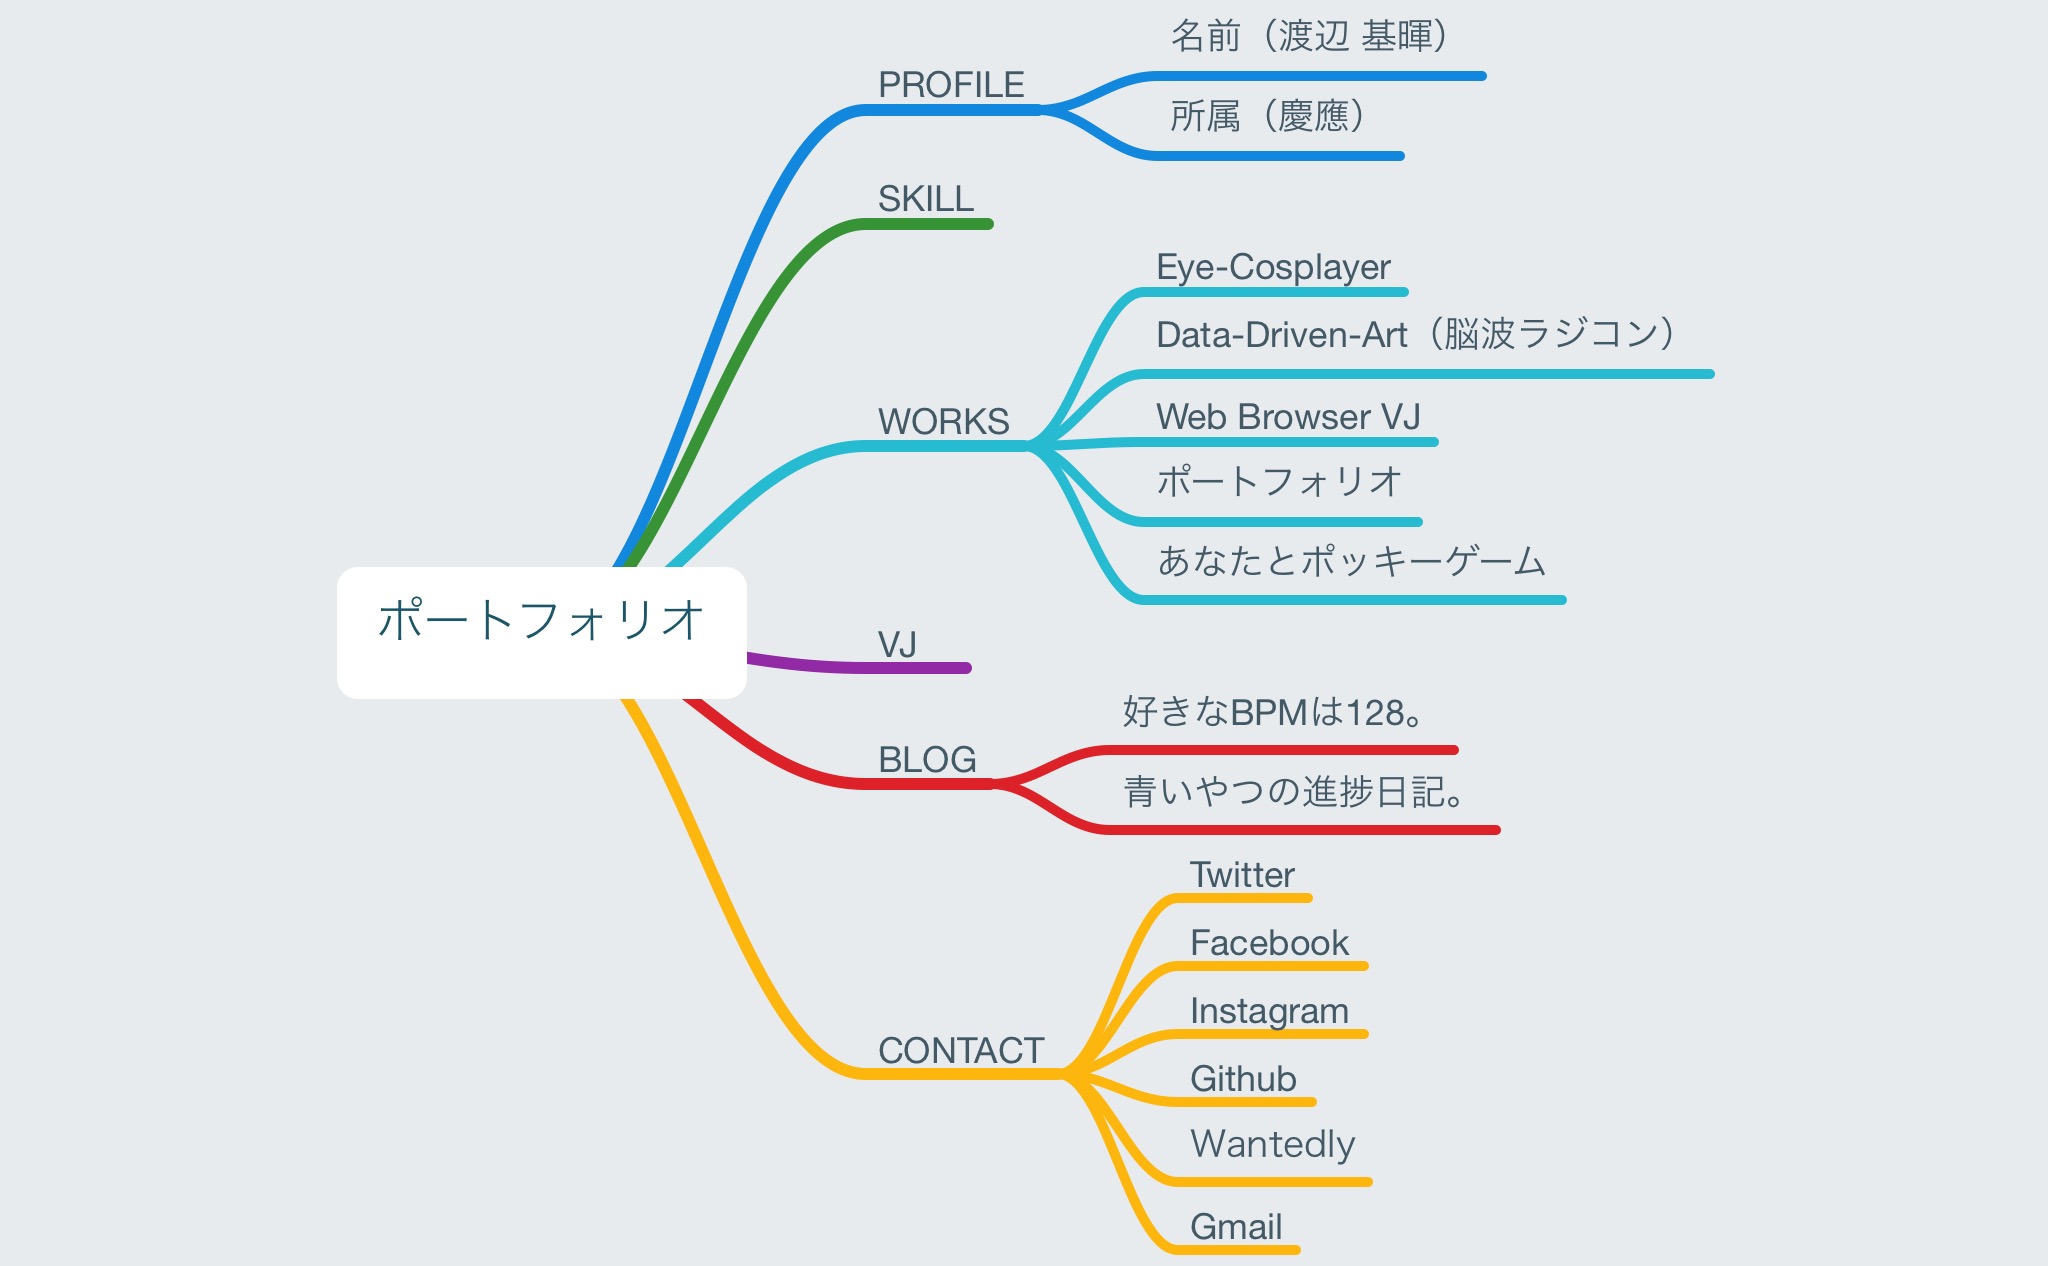 ポートフォリオ
PROFILE
名前（渡辺 基暉）
所属（慶應）
SKILL
WORKS
Eye-Cosplayer
Data-Driven-Art（脳波ラジコン）
Web Browser VJ
ポートフォリオ
あなたとポッキーゲーム
VJ
BLOG
好きなBPMは128。
青いやつの進捗日記。
CONTACT
Twitter
Facebook
Instagram
Github
Wantedly
Gmail